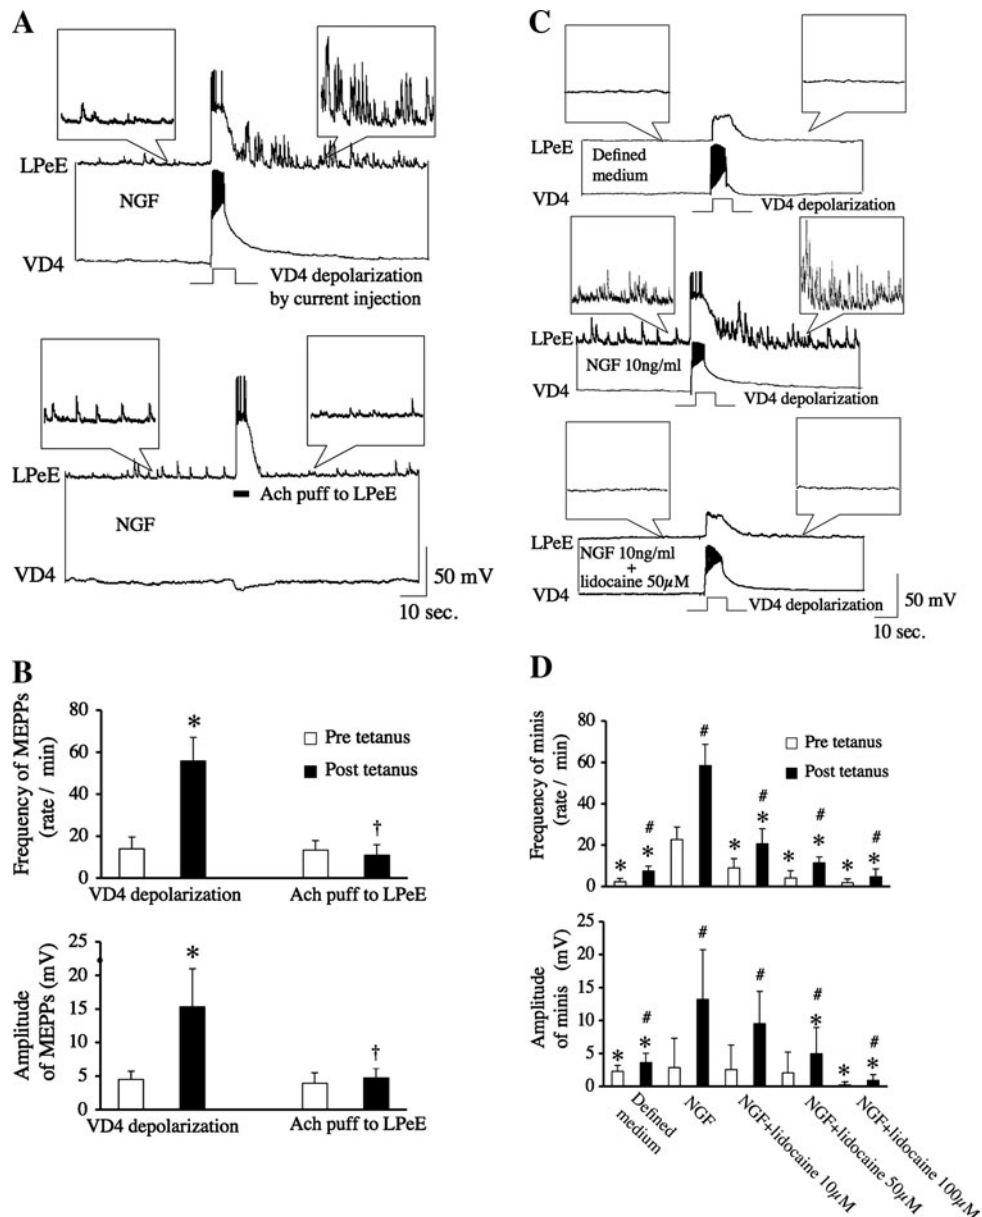 A
LPeE
NGF
VD4
VD4 depolarization
by current injection
LPeE
Ach puff to LPeE
NGF
VD4
50 mV
10 sec.
C
LPeE
Defined
medium
VD4
VD4 depolarization
LPeE
NGF 10ng/ml
VD4
VD4 depolarization
LPeE
NGF 10ng/ml
+
lidocaine 50µM
VD4
VD4 depolarization
50 mV
10 sec.
B
Frequency of MEPPs
(rate / min)
80
60
40
20
0
*
†
Pre tetanus
Post tetanus
VD4 depolarization
Ach puff to LPeE
Amplitude
of MEPPs (mV)
25
20
15
10
5
0
*
†
VD4 depolarization
Ach puff to LPeE
D
Frequency of minis
(rate / min)
80
60
40
20
0
* # * # * # * * # * * # *
Pre tetanus
Post tetanus
Amplitude
of minis (mV)
25
20
15
10
5
0
* # * # # # * * # *
Defined
medium
NGF
NGF+lidocaine 10µM
NGF+lidocaine 50µM
NGF+lidocaine 100µM